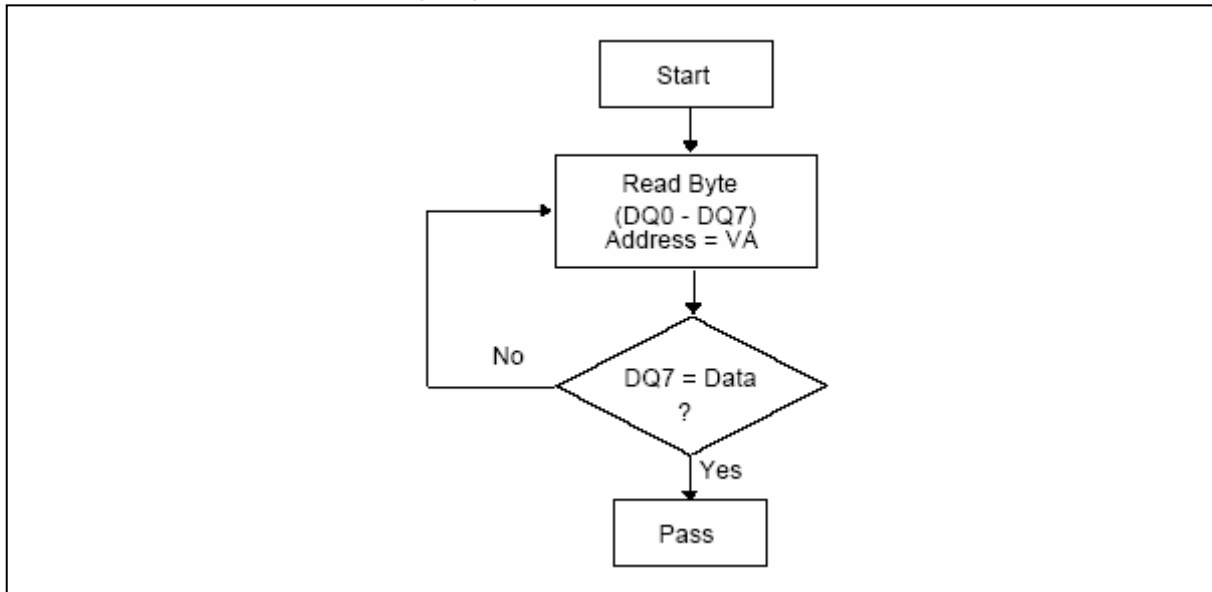 Start
Read Byte
(DQ0 - DQ7)
Address = VA
No
DQ7 = Data
?
Yes
Pass